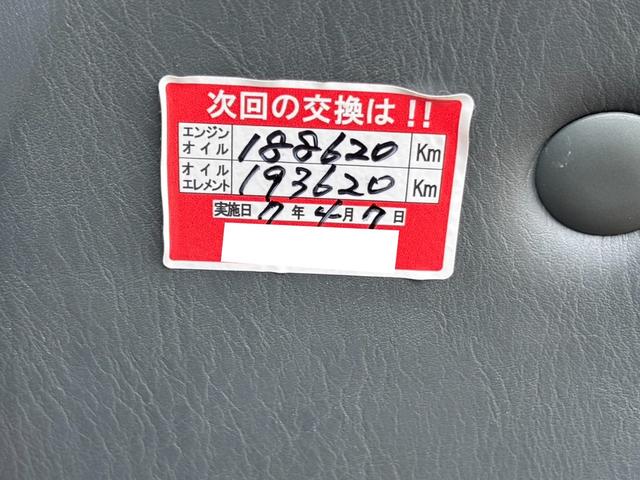 次回の交換は!!
エンジンオイル 188620 Km
オイルエレメント 193620 Km
実施日 7年 4月 7日